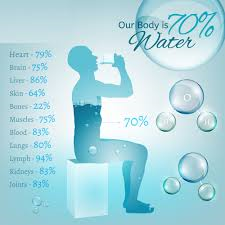 Our Body is 70%
Water
Heart - 79%
Brain - 75%
Liver - 86%
Skin - 64%
Bones - 22%
Muscles - 75%
Blood - 83%
Langs - 80%
Lymph - 94%
Kidneys - 83%
Joints - 83%
70%
H
H